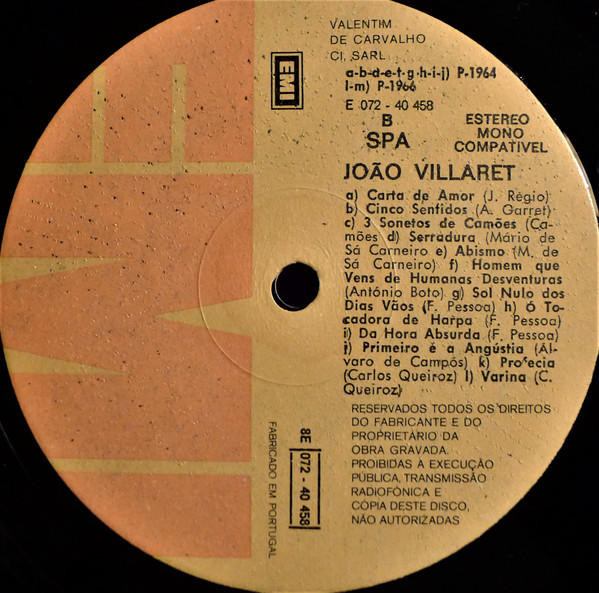 VALENTIM
DE CARVALHO
CI, SARL
EMI
a-b-d-e-f-g-h-i-j) P-1964
l-m) P-1966
E 072 - 40 458
B
SPA
ESTEREO
MONO
COMPATÍVEL
JOÃO VILLARET
a) Carta de Amor (J. Régio)
b) Cinco Sentidos (A. Garret)
c) 3 Sonetos de Camões (Ca-
mões d) Serradura (Mário de
Sá Carneiro e) Abismo (M. de
Sá Carneiro) f) Homem que
Vens de Humanas Desventuras
(António Boto) g) Sol Nulo dos
Dias Vãos (F. Pessoa) h) Ó To-
cadora de Harpa (F. Pessoa)
i) Da Hora Absurda (F. Pessoa)
j) Primeiro é a Angústia (Ál-
varo de Campos) k) Profecia
(Carlos Queiroz) l) Varina (C.
Queiroz)
RESERVADOS TODOS OS DIREITOS
DO FABRICANTE E DO
PROPRIETÁRIO DA
OBRA GRAVADA.
PROIBIDAS A EXECUÇÃO
PÚBLICA, TRANSMISSÃO
RADIOFÓNICA E
CÓPIA DESTE DISCO,
NÃO AUTORIZADAS
8E 072 - 40 458
FABRICADO EM PORTUGAL